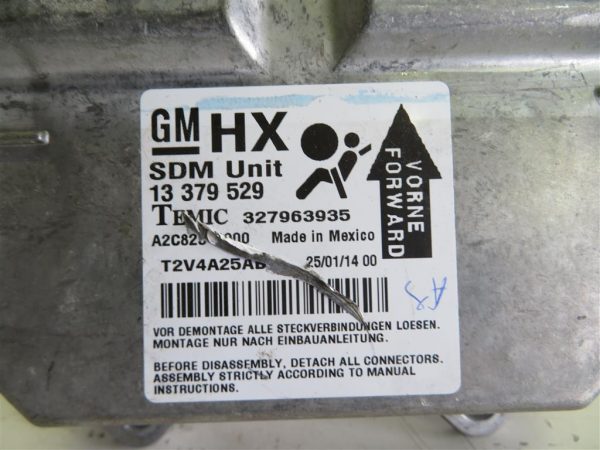 GM HX
SDM Unit
13 379 529
TEMIC 327963935
Made in Mexico
25/01/14 00
VORNE
FORWARD
VOR DEMONTAGE ALLE STECKVERBINDUNGEN LOESEN.
MONTAGE NUR NACH EINBAUANLEITUNG.
BEFORE DISASSEMBLY, DETACH ALL CONNECTORS.
ASSEMBLY STRICTLY ACCORDING TO MANUAL
INSTRUCTIONS.